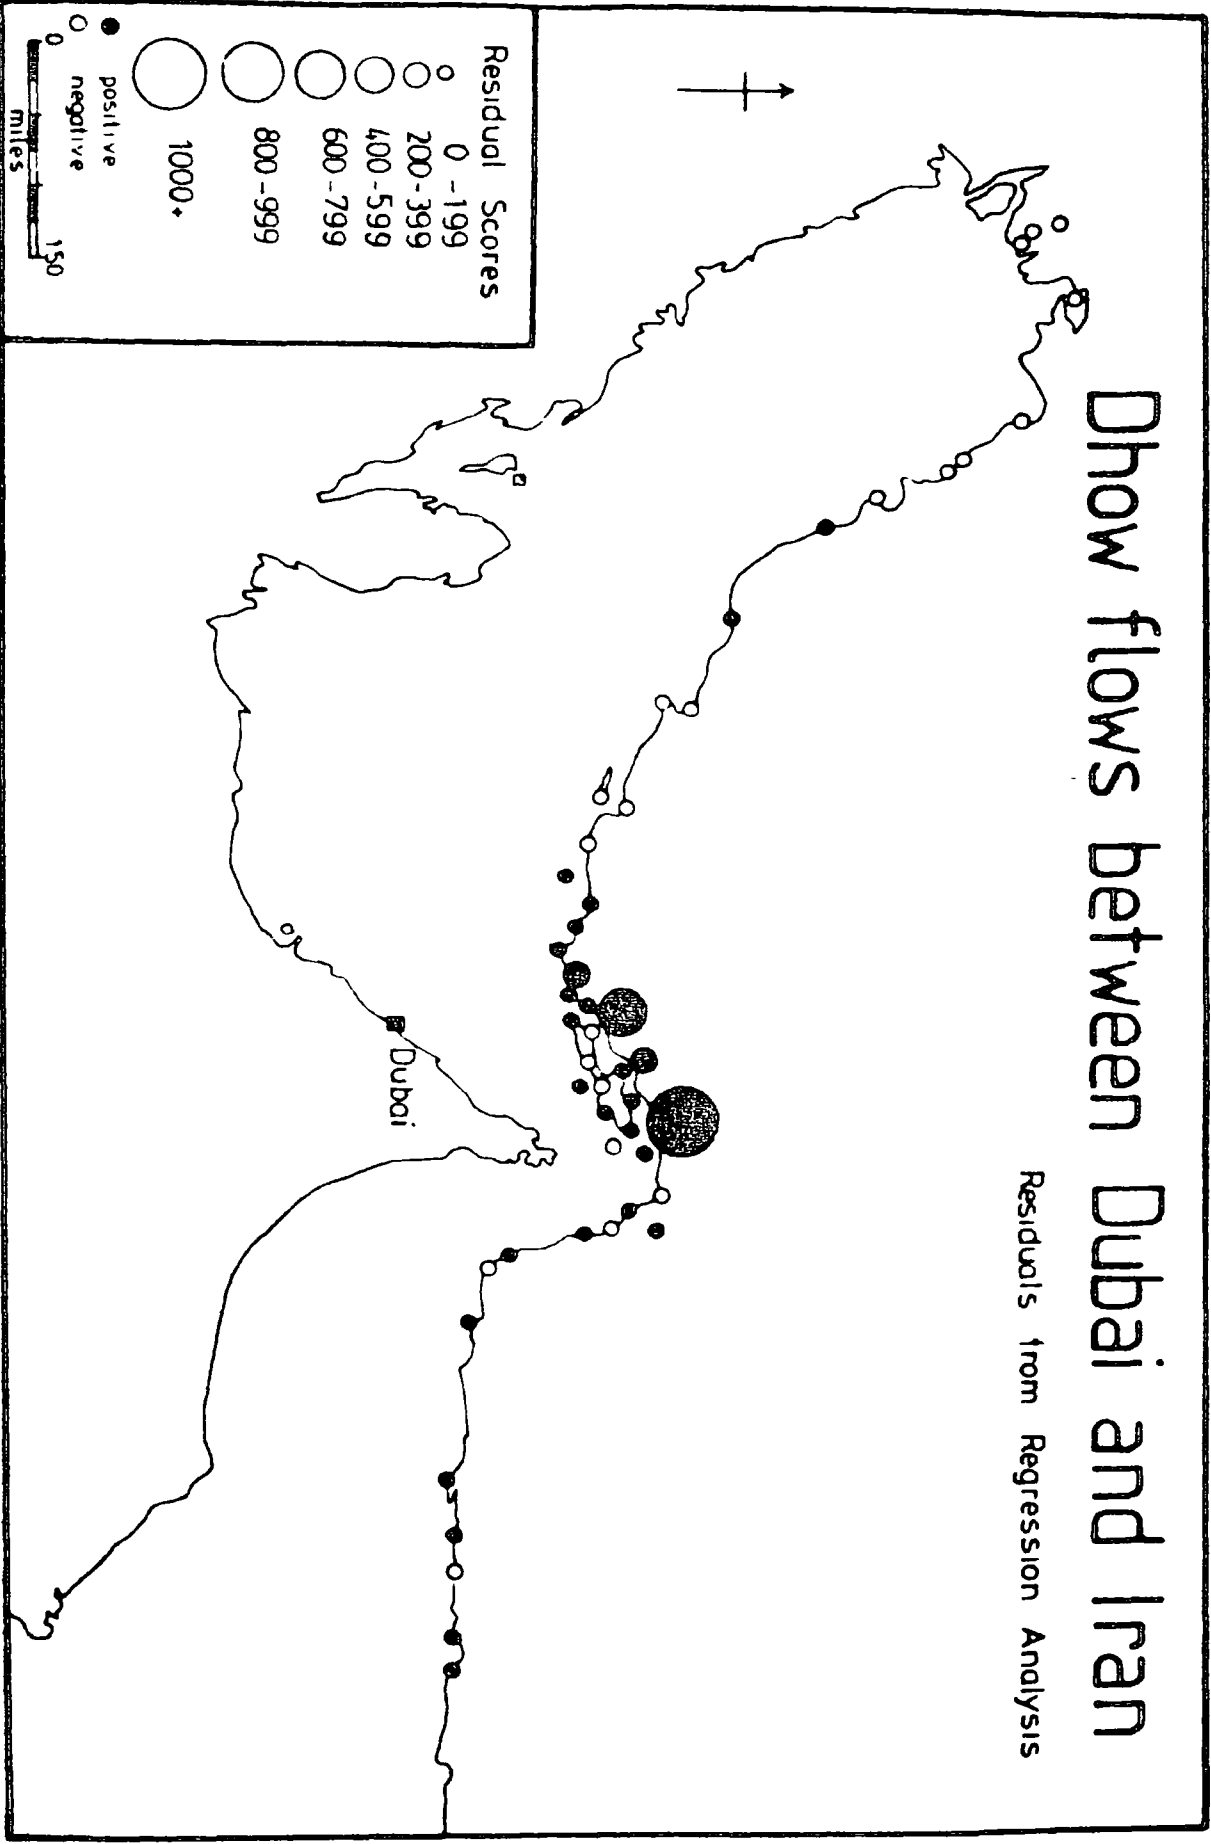 Dhow flows between Dubai and Iran
Residuals from Regression Analysis
Dubai
Residual Scores
0 - 199
200 - 399
400 - 599
600 - 799
800 - 999
1000+
positive
negative
0 150
miles